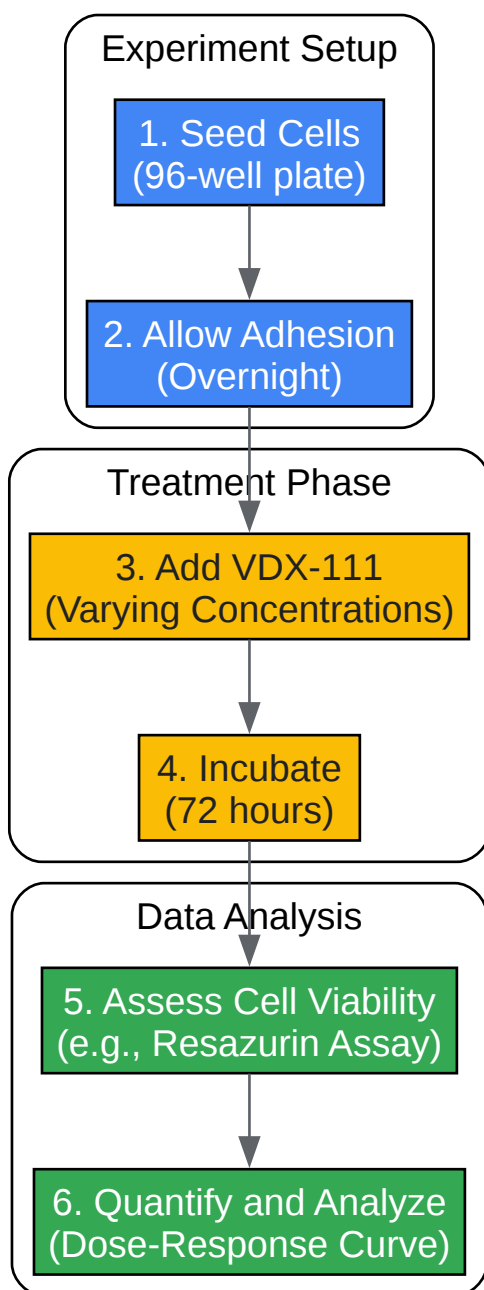 Experiment Setup
1. Seed Cells
(96-well plate)
2. Allow Adhesion
(Overnight)
Treatment Phase
3. Add VDX-111
(Varying Concentrations)
4. Incubate
(72 hours)
Data Analysis
5. Assess Cell Viability
(e.g., Resazurin Assay)
6. Quantify and Analyze
(Dose-Response Curve)